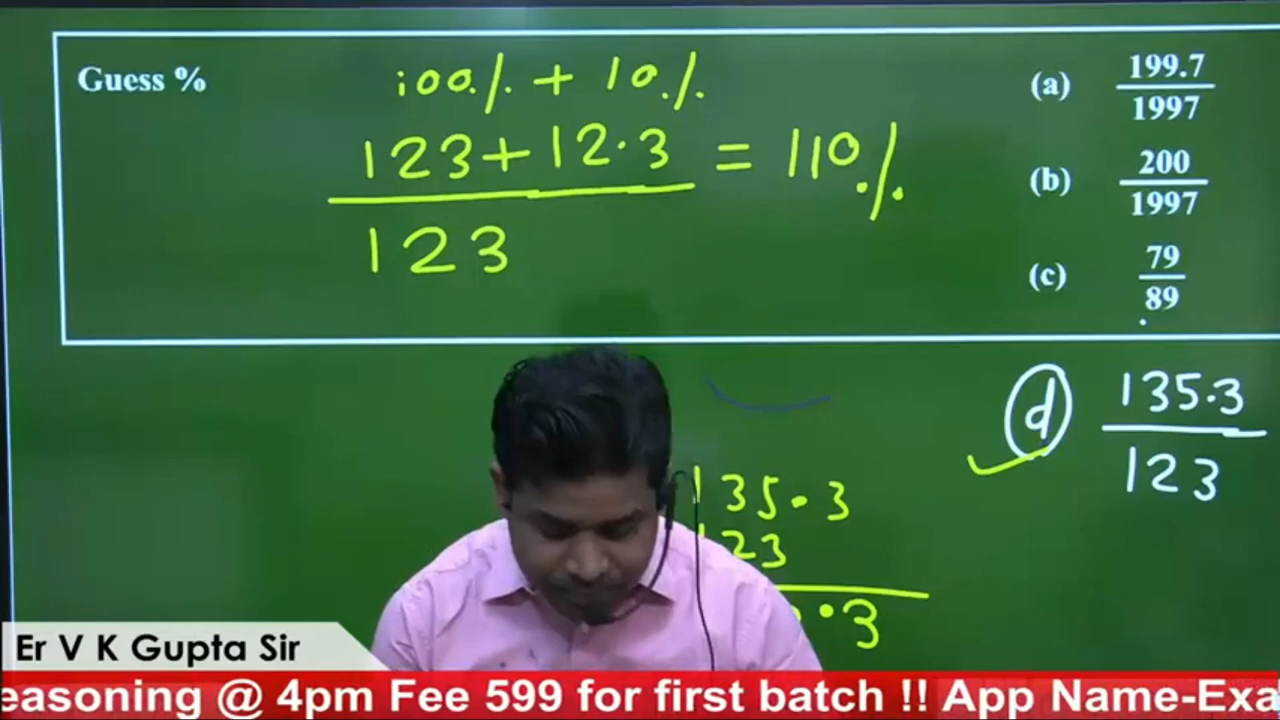 Guess %
100% + 10%
123+12.3 = 110%
123
(a) 199.7
1997
(b) 200
1997
(c) 79
89
d 135.3
123
135.3
123
.3
Er V K Gupta Sir
easoning @ 4pm Fee 599 for first batch !! App Name-Exa